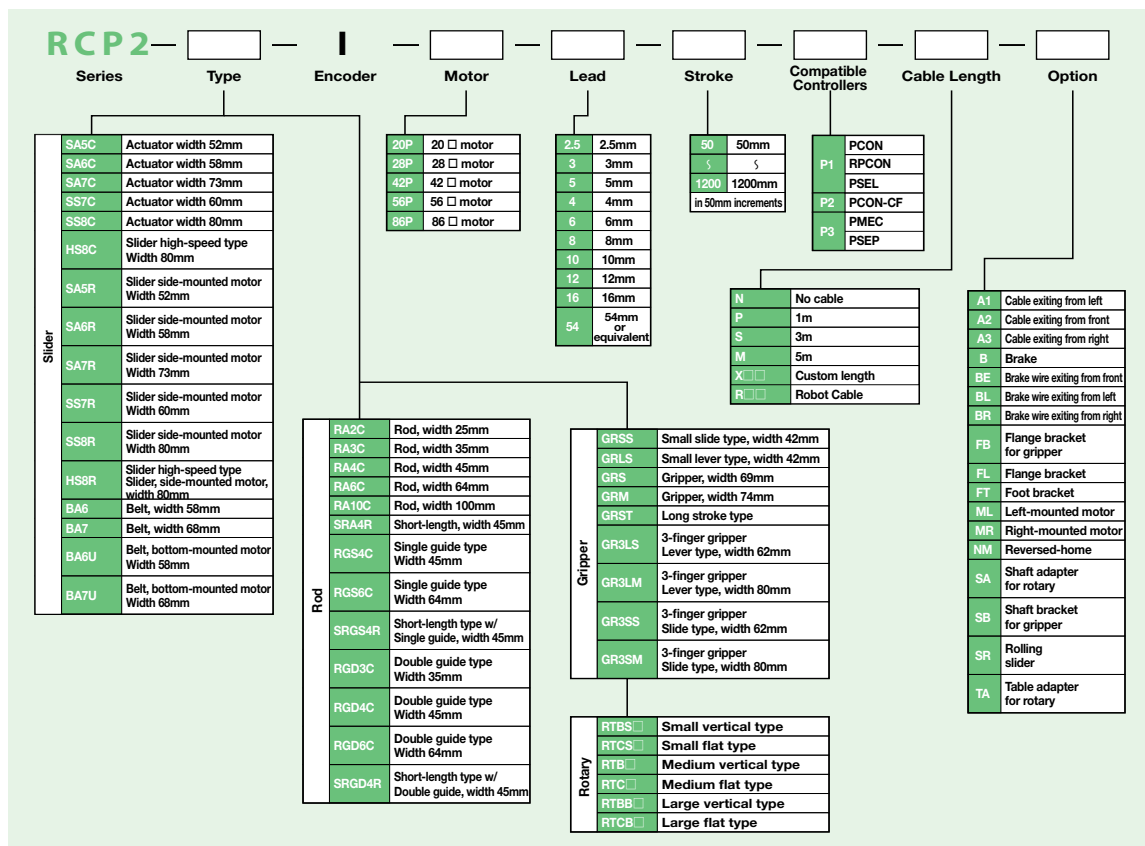 RCP2 — □ — I — □ — □ — □ — □ — □ — □
Series Type Encoder Motor Lead Stroke Compatible Controllers Cable Length Option
Slider
SA5C Actuator width 52mm
SA6C Actuator width 58mm
SA7C Actuator width 73mm
SS7C Actuator width 60mm
SS8C Actuator width 80mm
HS8C Slider high-speed type
Width 80mm
SA5R Slider side-mounted motor
Width 52mm
SA6R Slider side-mounted motor
Width 58mm
SA7R Slider side-mounted motor
Width 73mm
SS7R Slider side-mounted motor
Width 60mm
SS8R Slider side-mounted motor
Width 80mm
HS8R Slider high-speed type
Slider, side-mounted motor,
width 80mm
BA6 Belt, width 58mm
BA7 Belt, width 68mm
BA6U Belt, bottom-mounted motor
Width 58mm
BA7U Belt, bottom-mounted motor
Width 68mm
Rod
RA2C Rod, width 25mm
RA3C Rod, width 35mm
RA4C Rod, width 45mm
RA6C Rod, width 64mm
RA10C Rod, width 100mm
SRA4R Short-length, width 45mm
RGS4C Single guide type
Width 45mm
RGS6C Single guide type
Width 64mm
SRGS4R Short-length type w/
Single guide, width 45mm
RGD3C Double guide type
Width 35mm
RGD4C Double guide type
Width 45mm
RGD6C Double guide type
Width 64mm
SRGD4R Short-length type w/
Double guide, width 45mm
Gripper
GRSS Small slide type, width 42mm
GRLS Small lever type, width 42mm
GRS Gripper, width 69mm
GRM Gripper, width 74mm
GRST Long stroke type
GR3LS 3-finger gripper
Lever type, width 62mm
GR3LM 3-finger gripper
Lever type, width 80mm
GR3SS 3-finger gripper
Slide type, width 62mm
GR3SM 3-finger gripper
Slide type, width 80mm
Rotary
RTBS□ Small vertical type
RTCS□ Small flat type
RTB□ Medium vertical type
RTC□ Medium flat type
RTBB□ Large vertical type
RTCB□ Large flat type
20P 20 □ motor
28P 28 □ motor
42P 42 □ motor
56P 56 □ motor
86P 86 □ motor
2.5 2.5mm
3 3mm
5 5mm
4 4mm
6 6mm
8 8mm
10 10mm
12 12mm
16 16mm
54 54mm
or
equivalent
50 50mm
⌇ ⌇
1200 1200mm
in 50mm increments
P1 PCON
RPCON
PSEL
P2 PCON-CF
P3 PMEC
PSEP
N No cable
P 1m
S 3m
M 5m
X□□ Custom length
R□□ Robot Cable
A1 Cable exiting from left
A2 Cable exiting from front
A3 Cable exiting from right
B Brake
BE Brake wire exiting from front
BL Brake wire exiting from left
BR Brake wire exiting from right
FB Flange bracket
for gripper
FL Flange bracket
FT Foot bracket
ML Left-mounted motor
MR Right-mounted motor
NM Reversed-home
SA Shaft adapter
for rotary
SB Shaft bracket
for gripper
SR Rolling
slider
TA Table adapter
for rotary